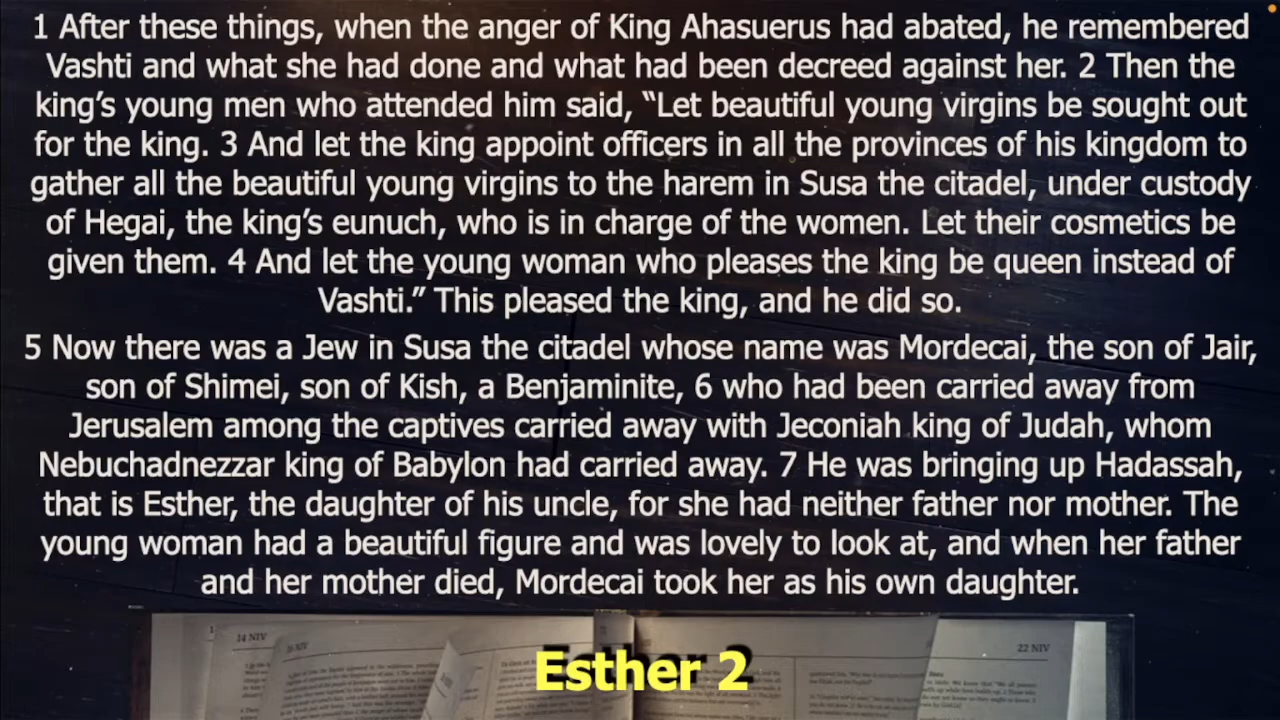 1 After these things, when the anger of King Ahasuerus had abated, he remembered
Vashti and what she had done and what had been decreed against her. 2 Then the
king’s young men who attended him said, “Let beautiful young virgins be sought out
for the king. 3 And let the king appoint officers in all the provinces of his kingdom to
gather all the beautiful young virgins to the harem in Susa the citadel, under custody
of Hegai, the king’s eunuch, who is in charge of the women. Let their cosmetics be
given them. 4 And let the young woman who pleases the king be queen instead of
Vashti.” This pleased the king, and he did so.
5 Now there was a Jew in Susa the citadel whose name was Mordecai, the son of Jair,
son of Shimei, son of Kish, a Benjaminite, 6 who had been carried away from
Jerusalem among the captives carried away with Jeconiah king of Judah, whom
Nebuchadnezzar king of Babylon had carried away. 7 He was bringing up Hadassah,
that is Esther, the daughter of his uncle, for she had neither father nor mother. The
young woman had a beautiful figure and was lovely to look at, and when her father
and her mother died, Mordecai took her as his own daughter.
14 NIV
22 NIV
Esther 2